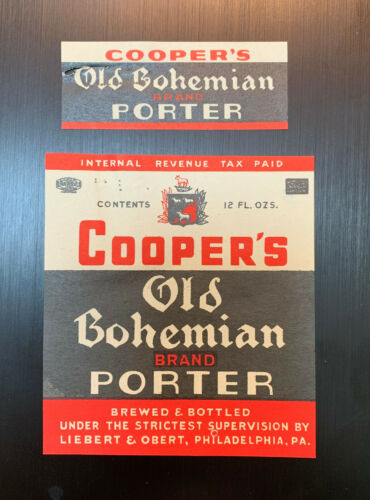 COOPER'S
Old Bohemian
BRAND
PORTER
INTERNAL REVENUE TAX PAID
CONTENTS 12 FL. OZS.
COOPER'S
Old
Bohemian
BRAND
PORTER
BREWED & BOTTLED
UNDER THE STRICTEST SUPERVISION BY
LIEBERT & OBERT, PHILADELPHIA, PA.